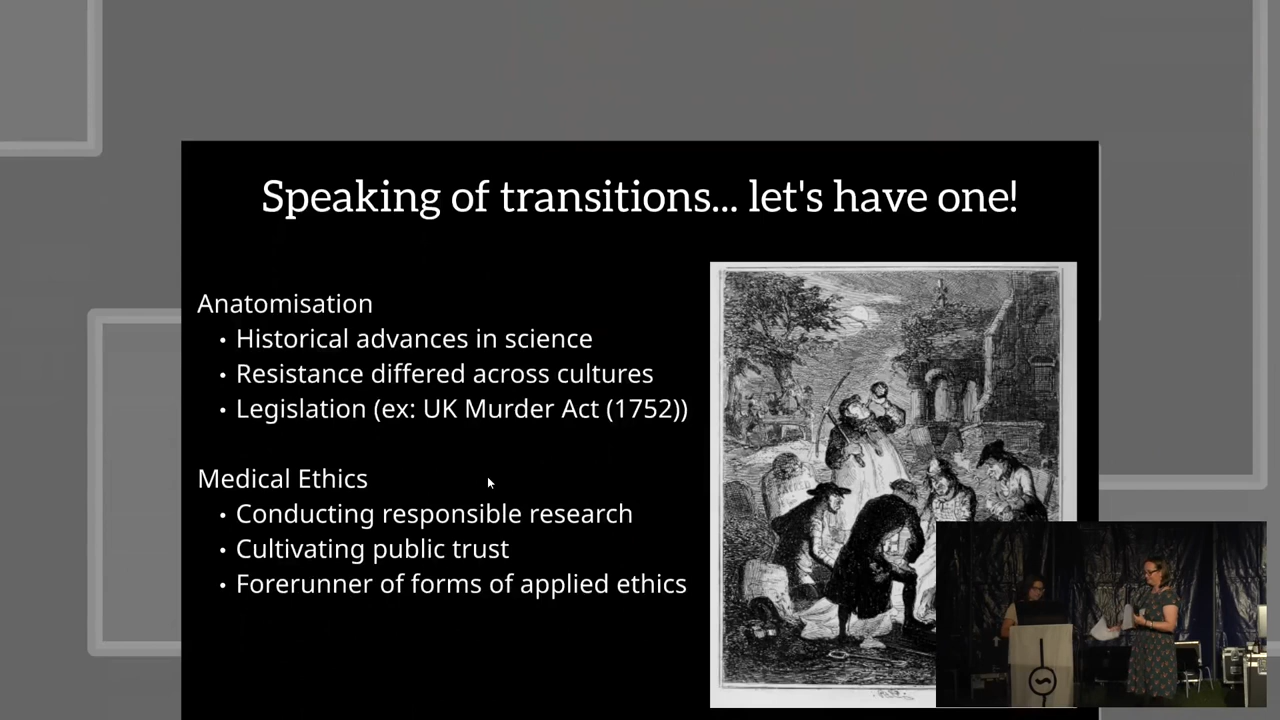 Speaking of transitions... let's have one!
Anatomisation
• Historical advances in science
• Resistance differed across cultures
• Legislation (ex: UK Murder Act (1752))
Medical Ethics
• Conducting responsible research
• Cultivating public trust
• Forerunner of forms of applied ethics